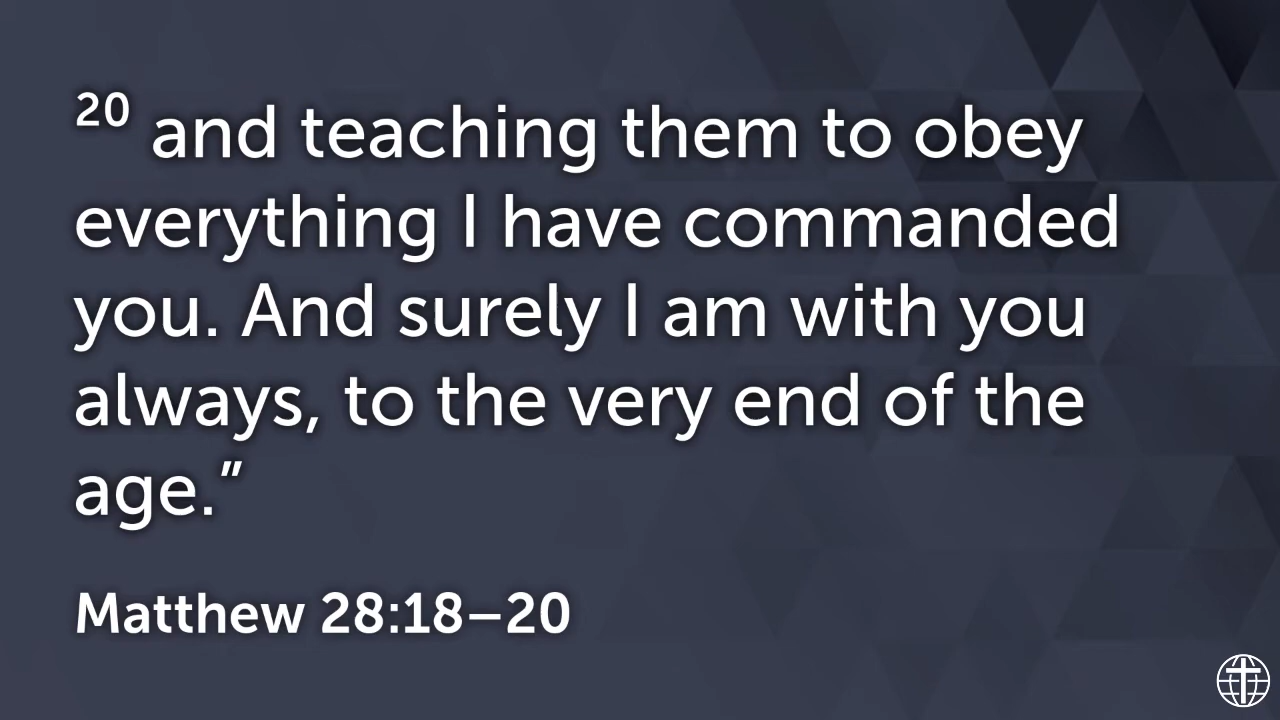 20 and teaching them to obey
everything I have commanded
you. And surely I am with you
always, to the very end of the
age.”
Matthew 28:18–20